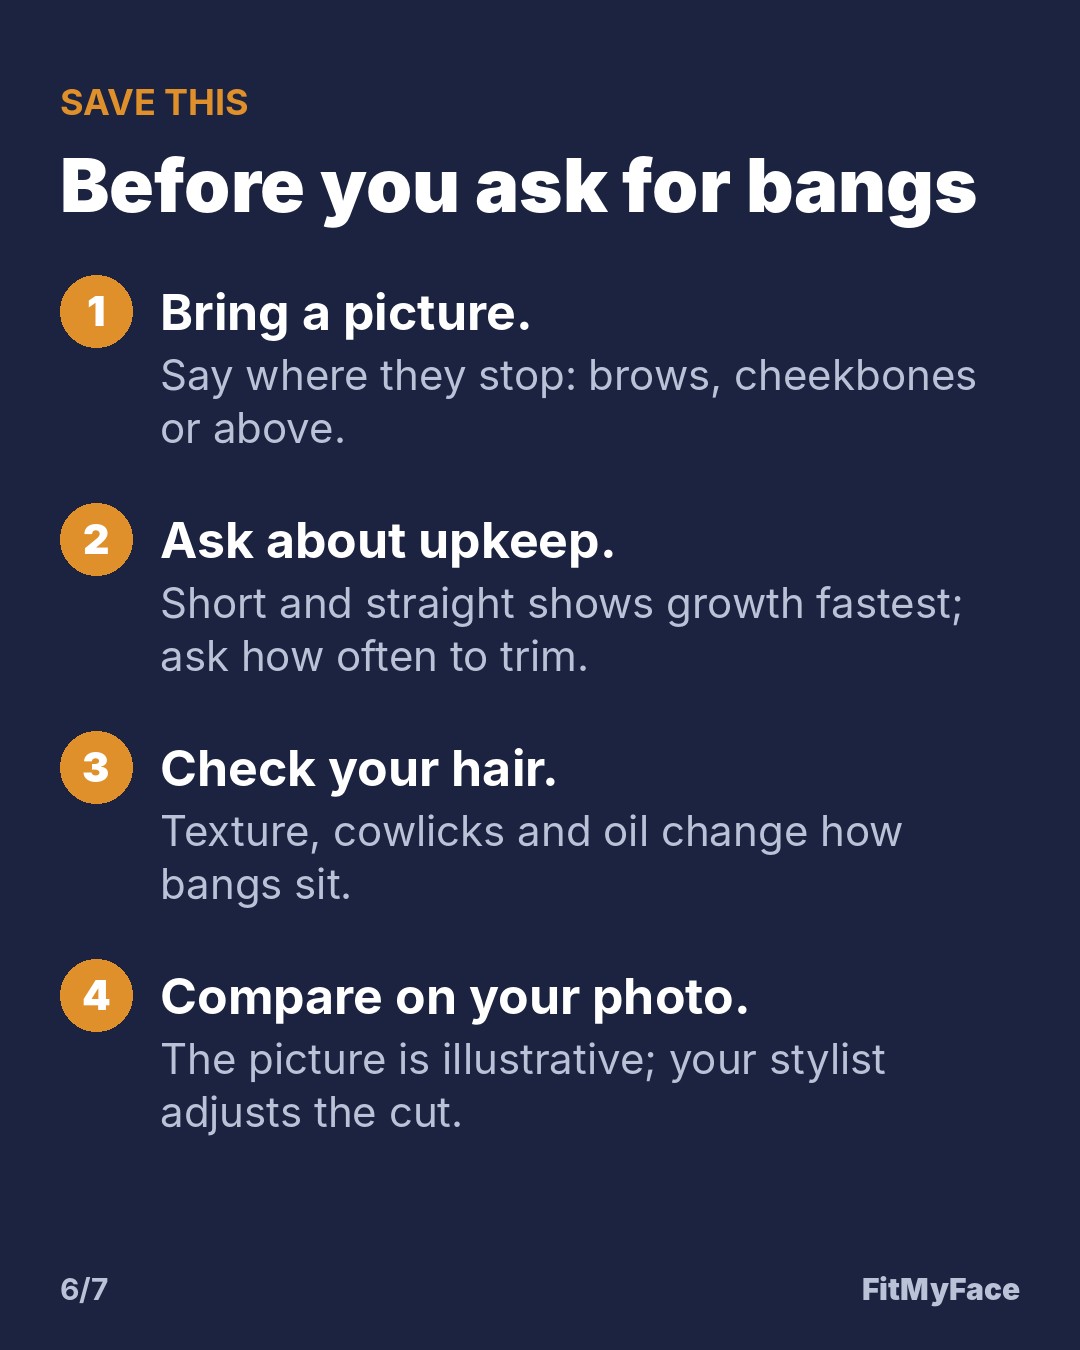 SAVE THIS
Before you ask for bangs
1
Bring a picture.
Say where they stop: brows, cheekbones
or above.
2
Ask about upkeep.
Short and straight shows growth fastest;
ask how often to trim.
3
Check your hair.
Texture, cowlicks and oil change how
bangs sit.
4
Compare on your photo.
The picture is illustrative; your stylist
adjusts the cut.
6/7
FitMyFace